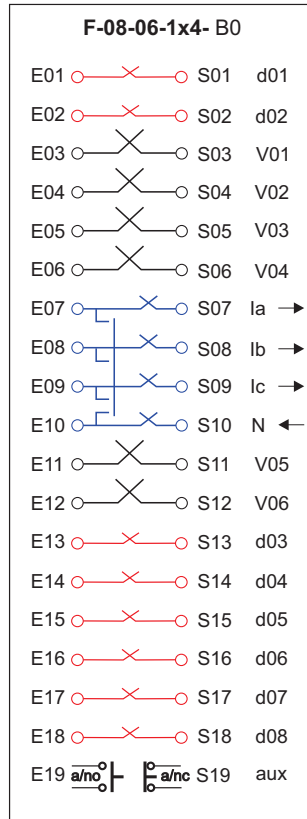 F-08-06-1x4- B0
E01 S01 d01
E02 S02 d02
E03 S03 V01
E04 S04 V02
E05 S05 V03
E06 S06 V04
E07 S07 Ia
E08 S08 Ib
E09 S09 Ic
E10 S10 N
E11 S11 V05
E12 S12 V06
E13 S13 d03
E14 S14 d04
E15 S15 d05
E16 S16 d06
E17 S17 d07
E18 S18 d08
E19 a/no a/nc S19 aux